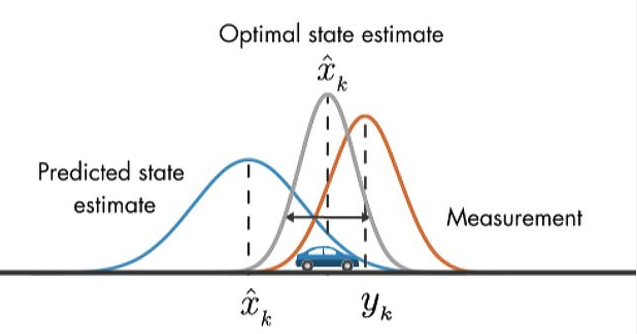 Optimal state estimate
x̂ₖ
Predicted state
estimate
Measurement
x̂ₖ
yₖ